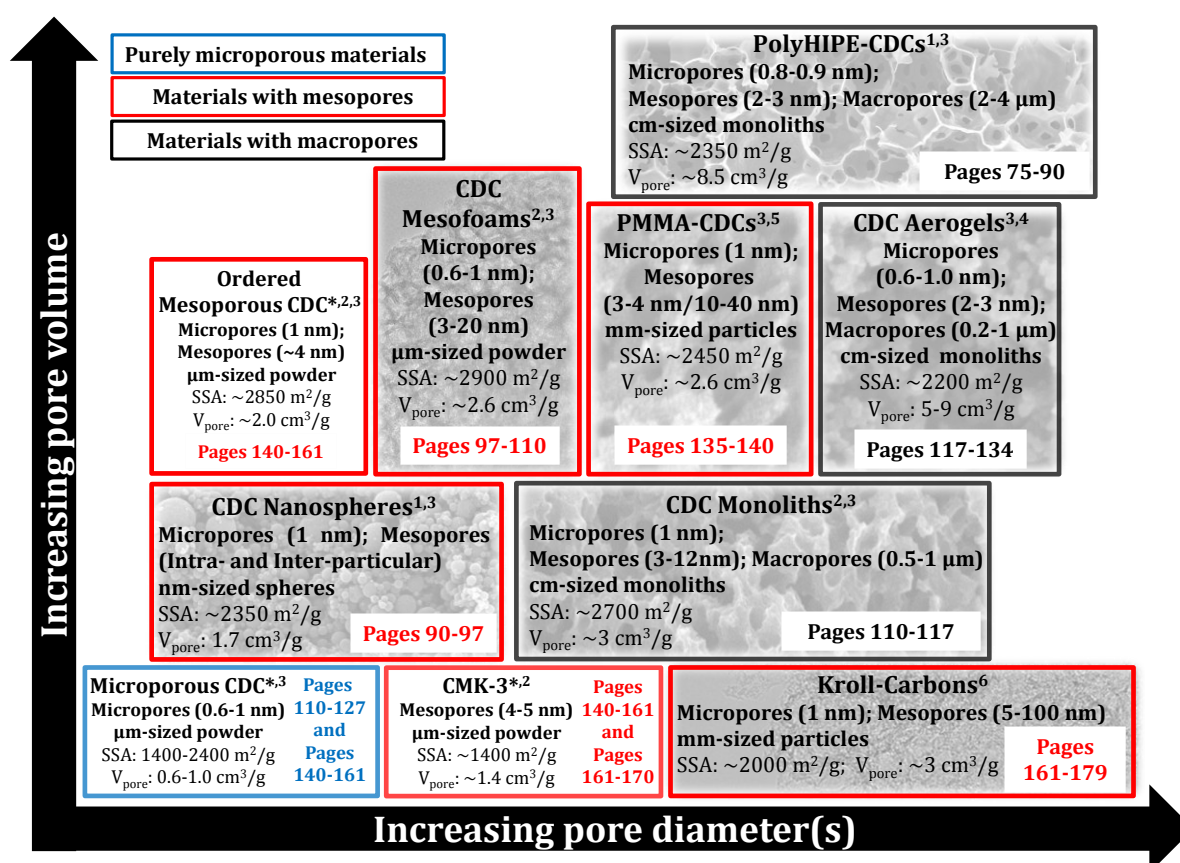 Increasing pore volume
Purely microporous materials
Materials with mesopores
Materials with macropores
PolyHIPE-CDCs1,3
Micropores (0.8-0.9 nm);
Mesopores (2-3 nm); Macropores (2-4 µm)
cm-sized monoliths
SSA: ~2350 m2/g
Vpore: ~8.5 cm3/g
Pages 75-90
Ordered
Mesoporous CDC*,2,3
Micropores (1 nm);
Mesopores (~4 nm)
µm-sized powder
SSA: ~2850 m2/g
Vpore: ~2.0 cm3/g
Pages 140-161
CDC
Mesofoams2,3
Micropores
(0.6-1 nm);
Mesopores
(3-20 nm)
µm-sized powder
SSA: ~2900 m2/g
Vpore: ~2.6 cm3/g
Pages 97-110
PMMA-CDCs3,5
Micropores (1 nm);
Mesopores
(3-4 nm/10-40 nm)
mm-sized particles
SSA: ~2450 m2/g
Vpore: ~2.6 cm3/g
Pages 135-140
CDC Aerogels3,4
Micropores
(0.6-1.0 nm);
Mesopores (2-3 nm);
Macropores (0.2-1 µm)
cm-sized monoliths
SSA: ~2200 m2/g
Vpore: 5-9 cm3/g
Pages 117-134
CDC Nanospheres1,3
Micropores (1 nm); Mesopores
(Intra- and Inter-particular)
nm-sized spheres
SSA: ~2350 m2/g
Vpore: 1.7 cm3/g
Pages 90-97
CDC Monoliths2,3
Micropores (1 nm);
Mesopores (3-12nm); Macropores (0.5-1 µm)
cm-sized monoliths
SSA: ~2700 m2/g
Vpore: ~3 cm3/g
Pages 110-117
Microporous CDC*,3
Micropores (0.6-1 nm)
µm-sized powder
SSA: 1400-2400 m2/g
Vpore: 0.6-1.0 cm3/g
Pages
110-127
and
Pages
140-161
CMK-3*,2
Mesopores (4-5 nm)
µm-sized powder
SSA: ~1400 m2/g
Vpore: ~1.4 cm3/g
Pages
140-161
and
Pages
161-170
Kroll-Carbons6
Micropores (1 nm); Mesopores (5-100 nm)
mm-sized particles
SSA: ~2000 m2/g; Vpore: ~3 cm3/g
Pages
161-179
Increasing pore diameter(s)